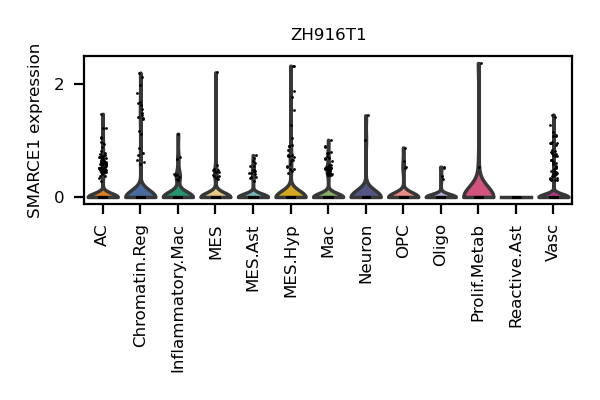 ZH916T1
SMARCE1 expression
2
0
AC
Chromatin.Reg
Inflammatory.Mac
MES
MES.Ast
MES.Hyp
Mac
Neuron
OPC
Oligo
Prolif.Metab
Reactive.Ast
Vasc